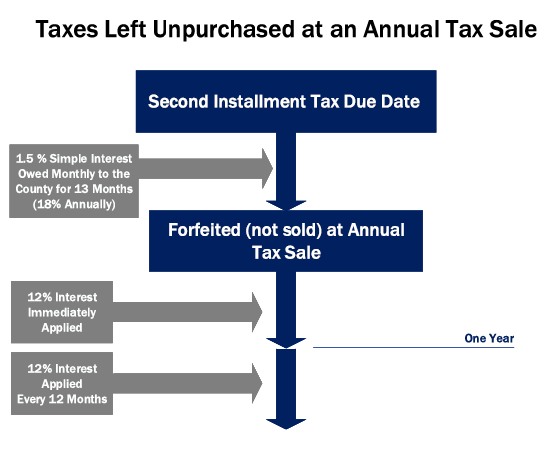 Taxes Left Unpurchased at an Annual Tax Sale
Second Installment Tax Due Date
1.5 % Simple Interest
Owed Monthly to the
County for 13 Months
(18% Annually)
Forfeited (not sold) at Annual
Tax Sale
12% Interest
Immediately
Applied
One Year
12% Interest
Applied
Every 12 Months